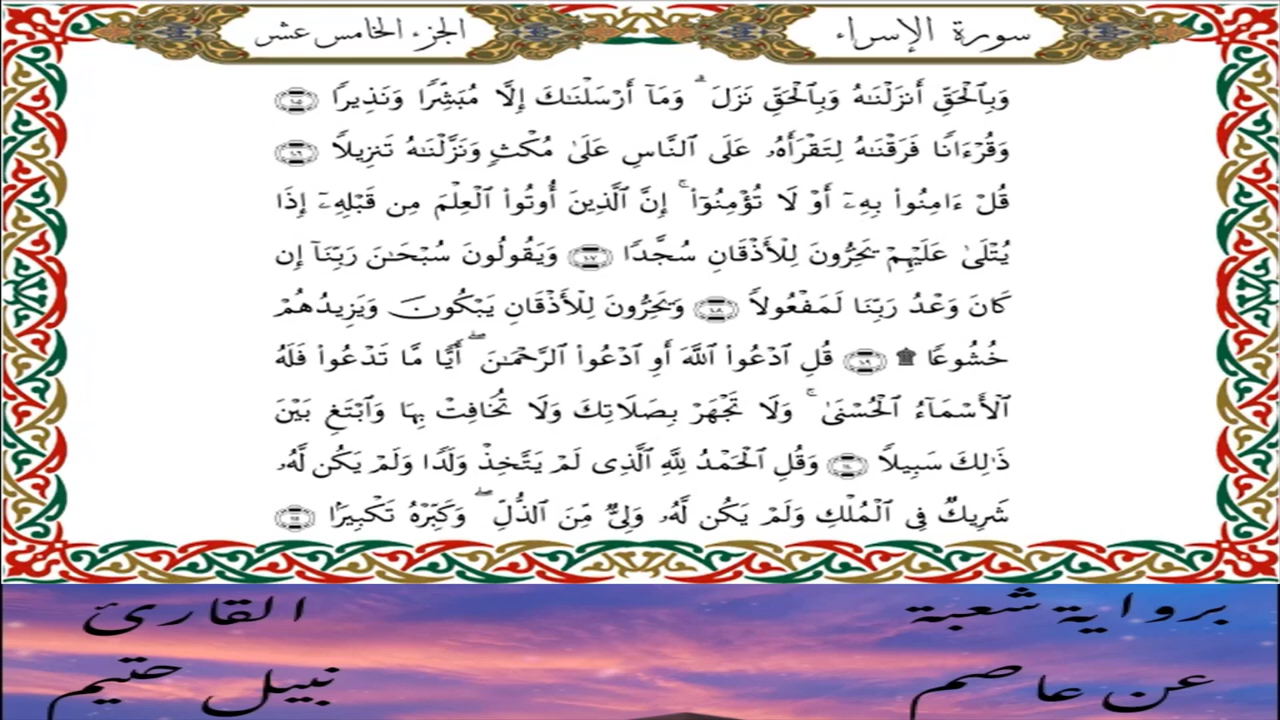 سورة الإسراء
الجزء الخامس عشر
وَبِٱلْحَقِّ أَنزَلْنَٰهُ وَبِٱلْحَقِّ نَزَلَ ۗ وَمَآ أَرْسَلْنَٰكَ إِلَّا مُبَشِّرًا وَنَذِيرًا
وَقُرْءَانًا فَرَقْنَٰهُ لِتَقْرَأَهُۥ عَلَى ٱلنَّاسِ عَلَىٰ مُكْثٍ وَنَزَّلْنَٰهُ تَنزِيلًا
قُلْ ءَامِنُوا۟ بِهِۦٓ أَوْ لَا تُؤْمِنُوٓا۟ ۚ إِنَّ ٱلَّذِينَ أُوتُوا۟ ٱلْعِلْمَ مِن قَبْلِهِۦٓ إِذَا
يُتْلَىٰ عَلَيْهِمْ يَخِرُّونَ لِلْأَذْقَانِ سُجَّدًا وَيَقُولُونَ سُبْحَٰنَ رَبِّنَآ إِن
كَانَ وَعْدُ رَبِّنَا لَمَفْعُولًا وَيَخِرُّونَ لِلْأَذْقَانِ يَبْكُونَ وَيَزِيدُهُمْ
خُشُوعًا ۩ قُلِ ٱدْعُوا۟ ٱللَّهَ أَوِ ٱدْعُوا۟ ٱلرَّحْمَٰنَ ۖ أَيًّا مَّا تَدْعُوا۟ فَلَهُ
ٱلْأَسْمَآءُ ٱلْحُسْنَىٰ ۚ وَلَا تَجْهَرْ بِصَلَاتِكَ وَلَا تُخَافِتْ بِهَا وَٱبْتَغِ بَيْنَ
ذَٰلِكَ سَبِيلًا وَقُلِ ٱلْحَمْدُ لِلَّهِ ٱلَّذِى لَمْ يَتَّخِذْ وَلَدًا وَلَمْ يَكُن لَّهُۥ
شَرِيكٌ فِى ٱلْمُلْكِ وَلَمْ يَكُن لَّهُۥ وَلِىٌّ مِّنَ ٱلذُّلِّ ۖ وَكَبِّرْهُ تَكْبِيرًۢا
برواية شعبة
عن عاصم
القارئ
نبيل حتيم